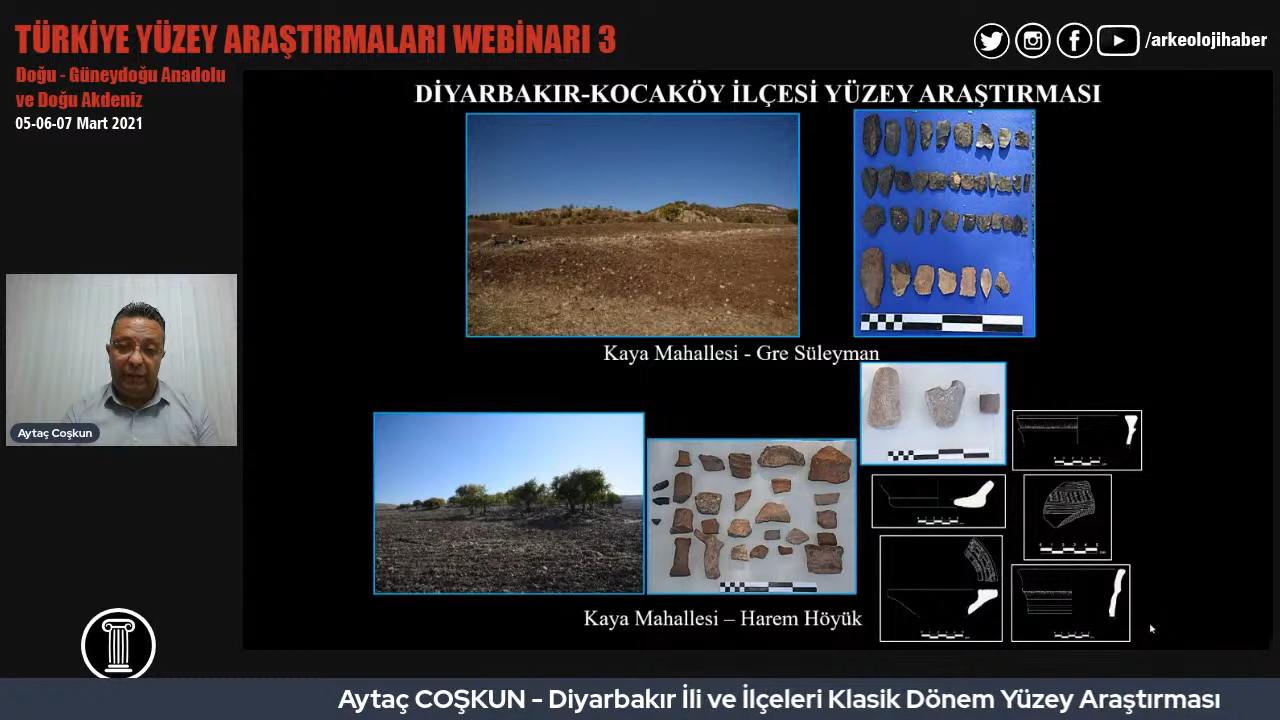 TÜRKİYE YÜZEY ARAŞTIRMALARI WEBİNARI 3
Doğu - Güneydoğu Anadolu
ve Doğu Akdeniz
05-06-07 Mart 2021
/arkeolojihaber
DİYARBAKIR-KOCAKÖY İLÇESİ YÜZEY ARAŞTIRMASI
Kaya Mahallesi - Gre Süleyman
Aytaç Coşkun
Kaya Mahallesi – Harem Höyük
Aytaç COŞKUN - Diyarbakır İli ve İlçeleri Klasik Dönem Yüzey Araştırması